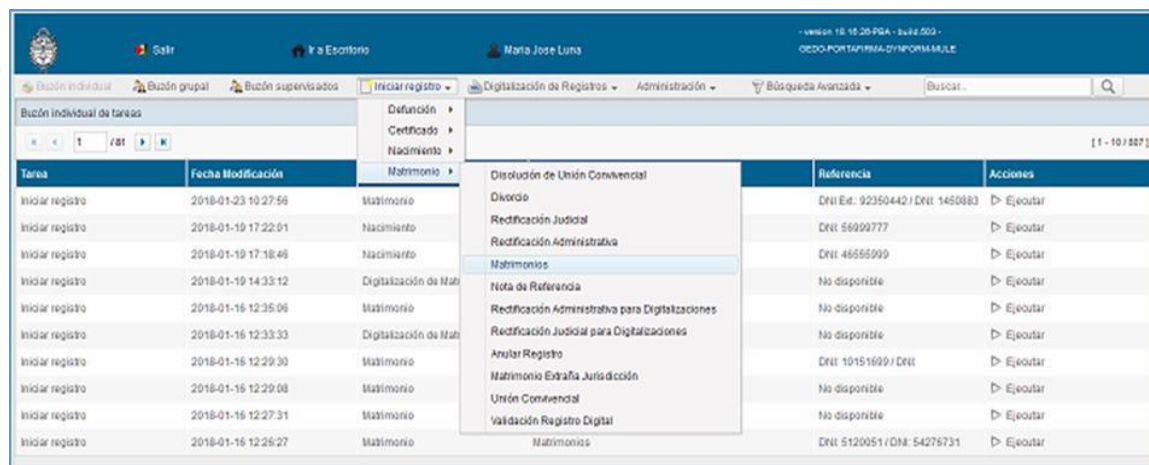 Salir Ir a Escritorio Maria Jose Luna - version 10.16.26-PBA - build.503 -
GEDO-PORTAFIRMA-DYNFORM-MULE
Buzón individual Buzón grupal Buzón supervisados Iniciar registro Digitalización de Registros Administración Búsqueda Avanzada Buscar...
Buzón individual de tareas
1 /81 [ 1 - 10 / 807 ]
Defunción
Certificado
Nacimiento
Matrimonio
Disolución de Unión Convivencial
Divorcio
Rectificación Judicial
Rectificación Administrativa
Matrimonios
Nota de Referencia
Rectificación Administrativa para Digitalizaciones
Rectificación Judicial para Digitalizaciones
Anular Registro
Matrimonio Extraña Jurisdicción
Unión Convivencial
Validación Registro Digital
Tarea Fecha Modificación Referencia Acciones
Iniciar registro 2018-01-23 10:27:56 Matrimonio DNI Ext.: 92350442 / DNI: 1450883 Ejecutar
Iniciar registro 2018-01-19 17:22:01 Nacimiento DNI: 56999777 Ejecutar
Iniciar registro 2018-01-19 17:18:46 Nacimiento DNI: 46555999 Ejecutar
Iniciar registro 2018-01-19 14:33:12 Digitalización de Mat No disponible Ejecutar
Iniciar registro 2018-01-16 12:35:06 Matrimonio No disponible Ejecutar
Iniciar registro 2018-01-16 12:33:33 Digitalización de Mat No disponible Ejecutar
Iniciar registro 2018-01-16 12:29:30 Matrimonio DNI: 10151699 / DNI: Ejecutar
Iniciar registro 2018-01-16 12:29:08 Matrimonio No disponible Ejecutar
Iniciar registro 2018-01-16 12:27:31 Matrimonio No disponible Ejecutar
Iniciar registro 2018-01-16 12:26:27 Matrimonio Matrimonios DNI: 5120051 / DNI: 54276731 Ejecutar